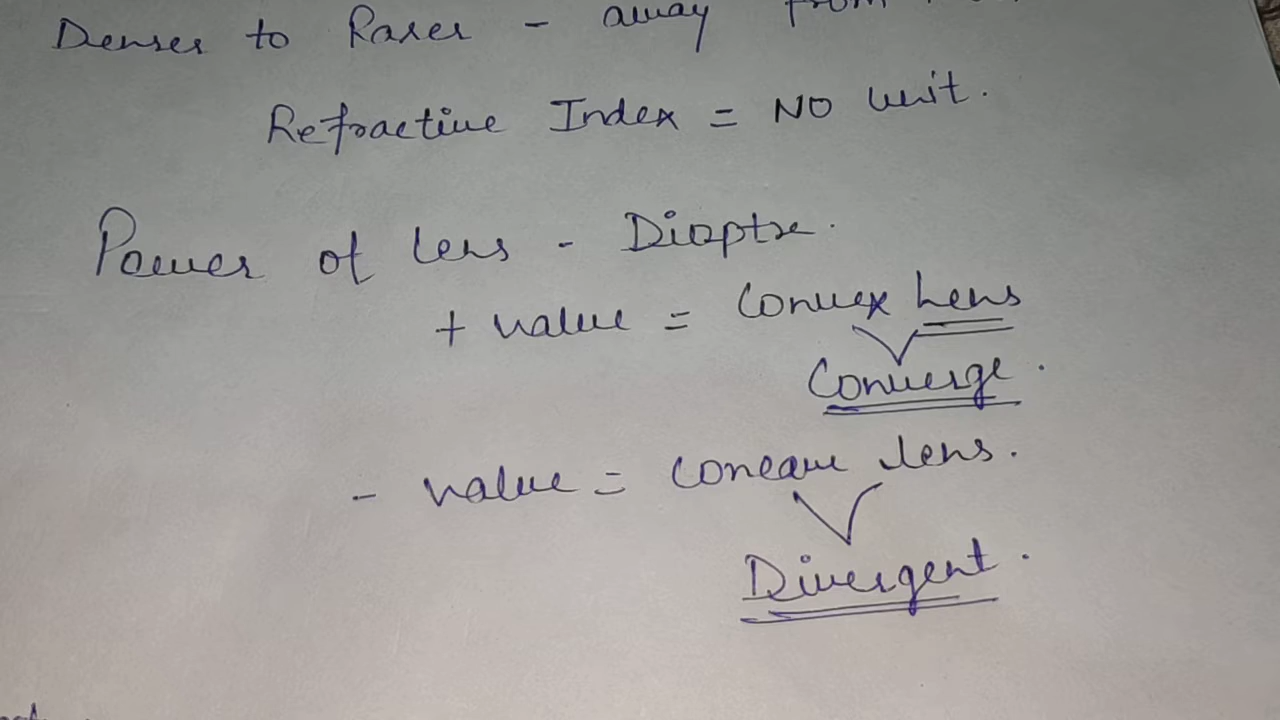 Denser to Rarer - away from
Refractive Index = NO unit.
Power of lens - Dioptre.
+ value = Convex Lens
Converge.
- value = Concave lens.
Divergent.